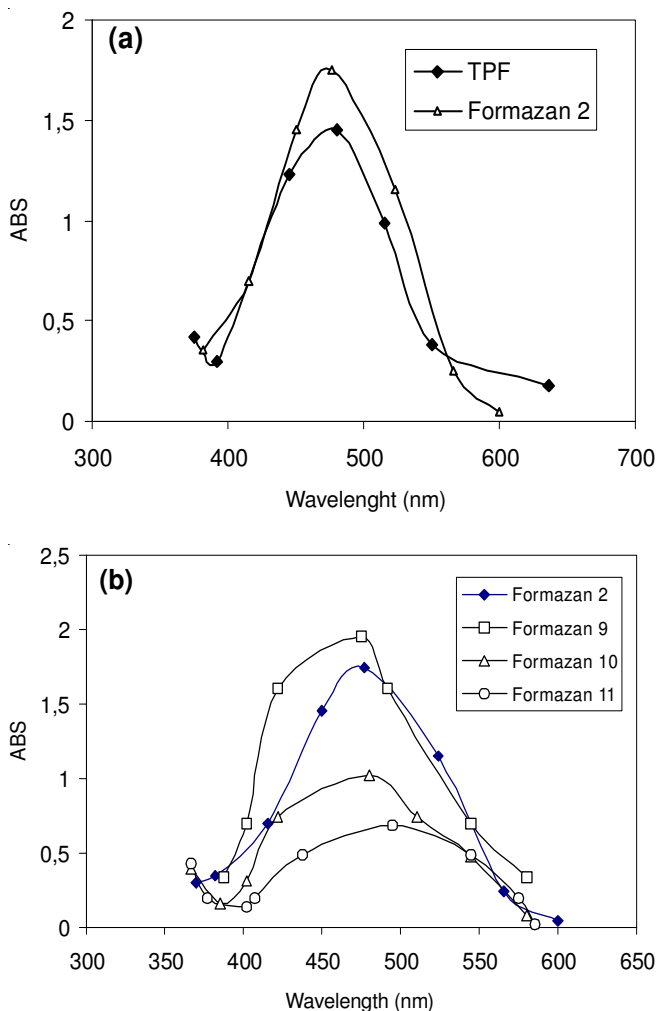 (a)
2
1,5
1
0,5
0
ABS
300 400 500 600 700
Wavelenght (nm)
TPF
Formazan 2
(b)
2,5
2
1,5
1
0,5
0
ABS
300 350 400 450 500 550 600 650
Wavelength (nm)
Formazan 2
Formazan 9
Formazan 10
Formazan 11